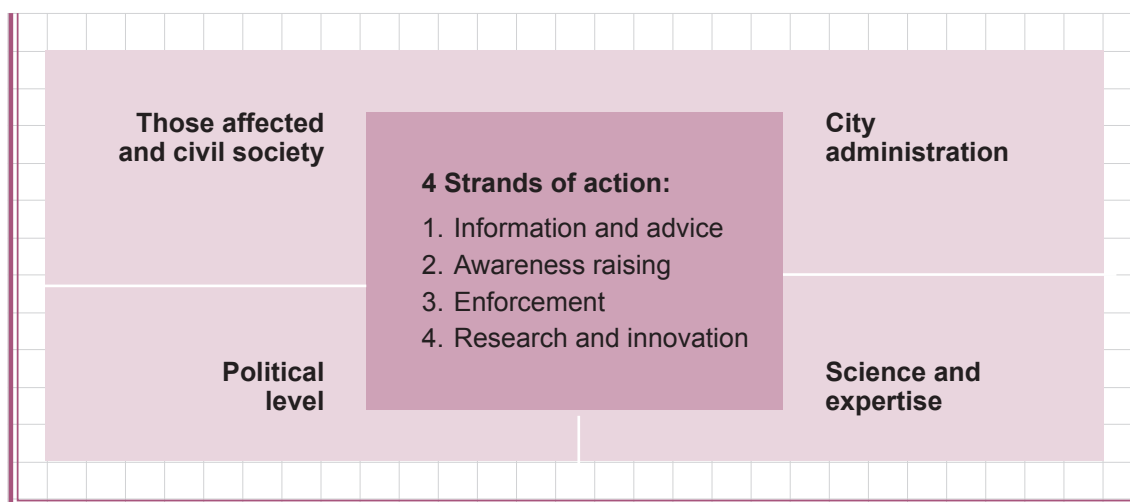 Those affected
and civil society
City
administration
4 Strands of action:
1. Information and advice
2. Awareness raising
3. Enforcement
4. Research and innovation
Political
level
Science and
expertise